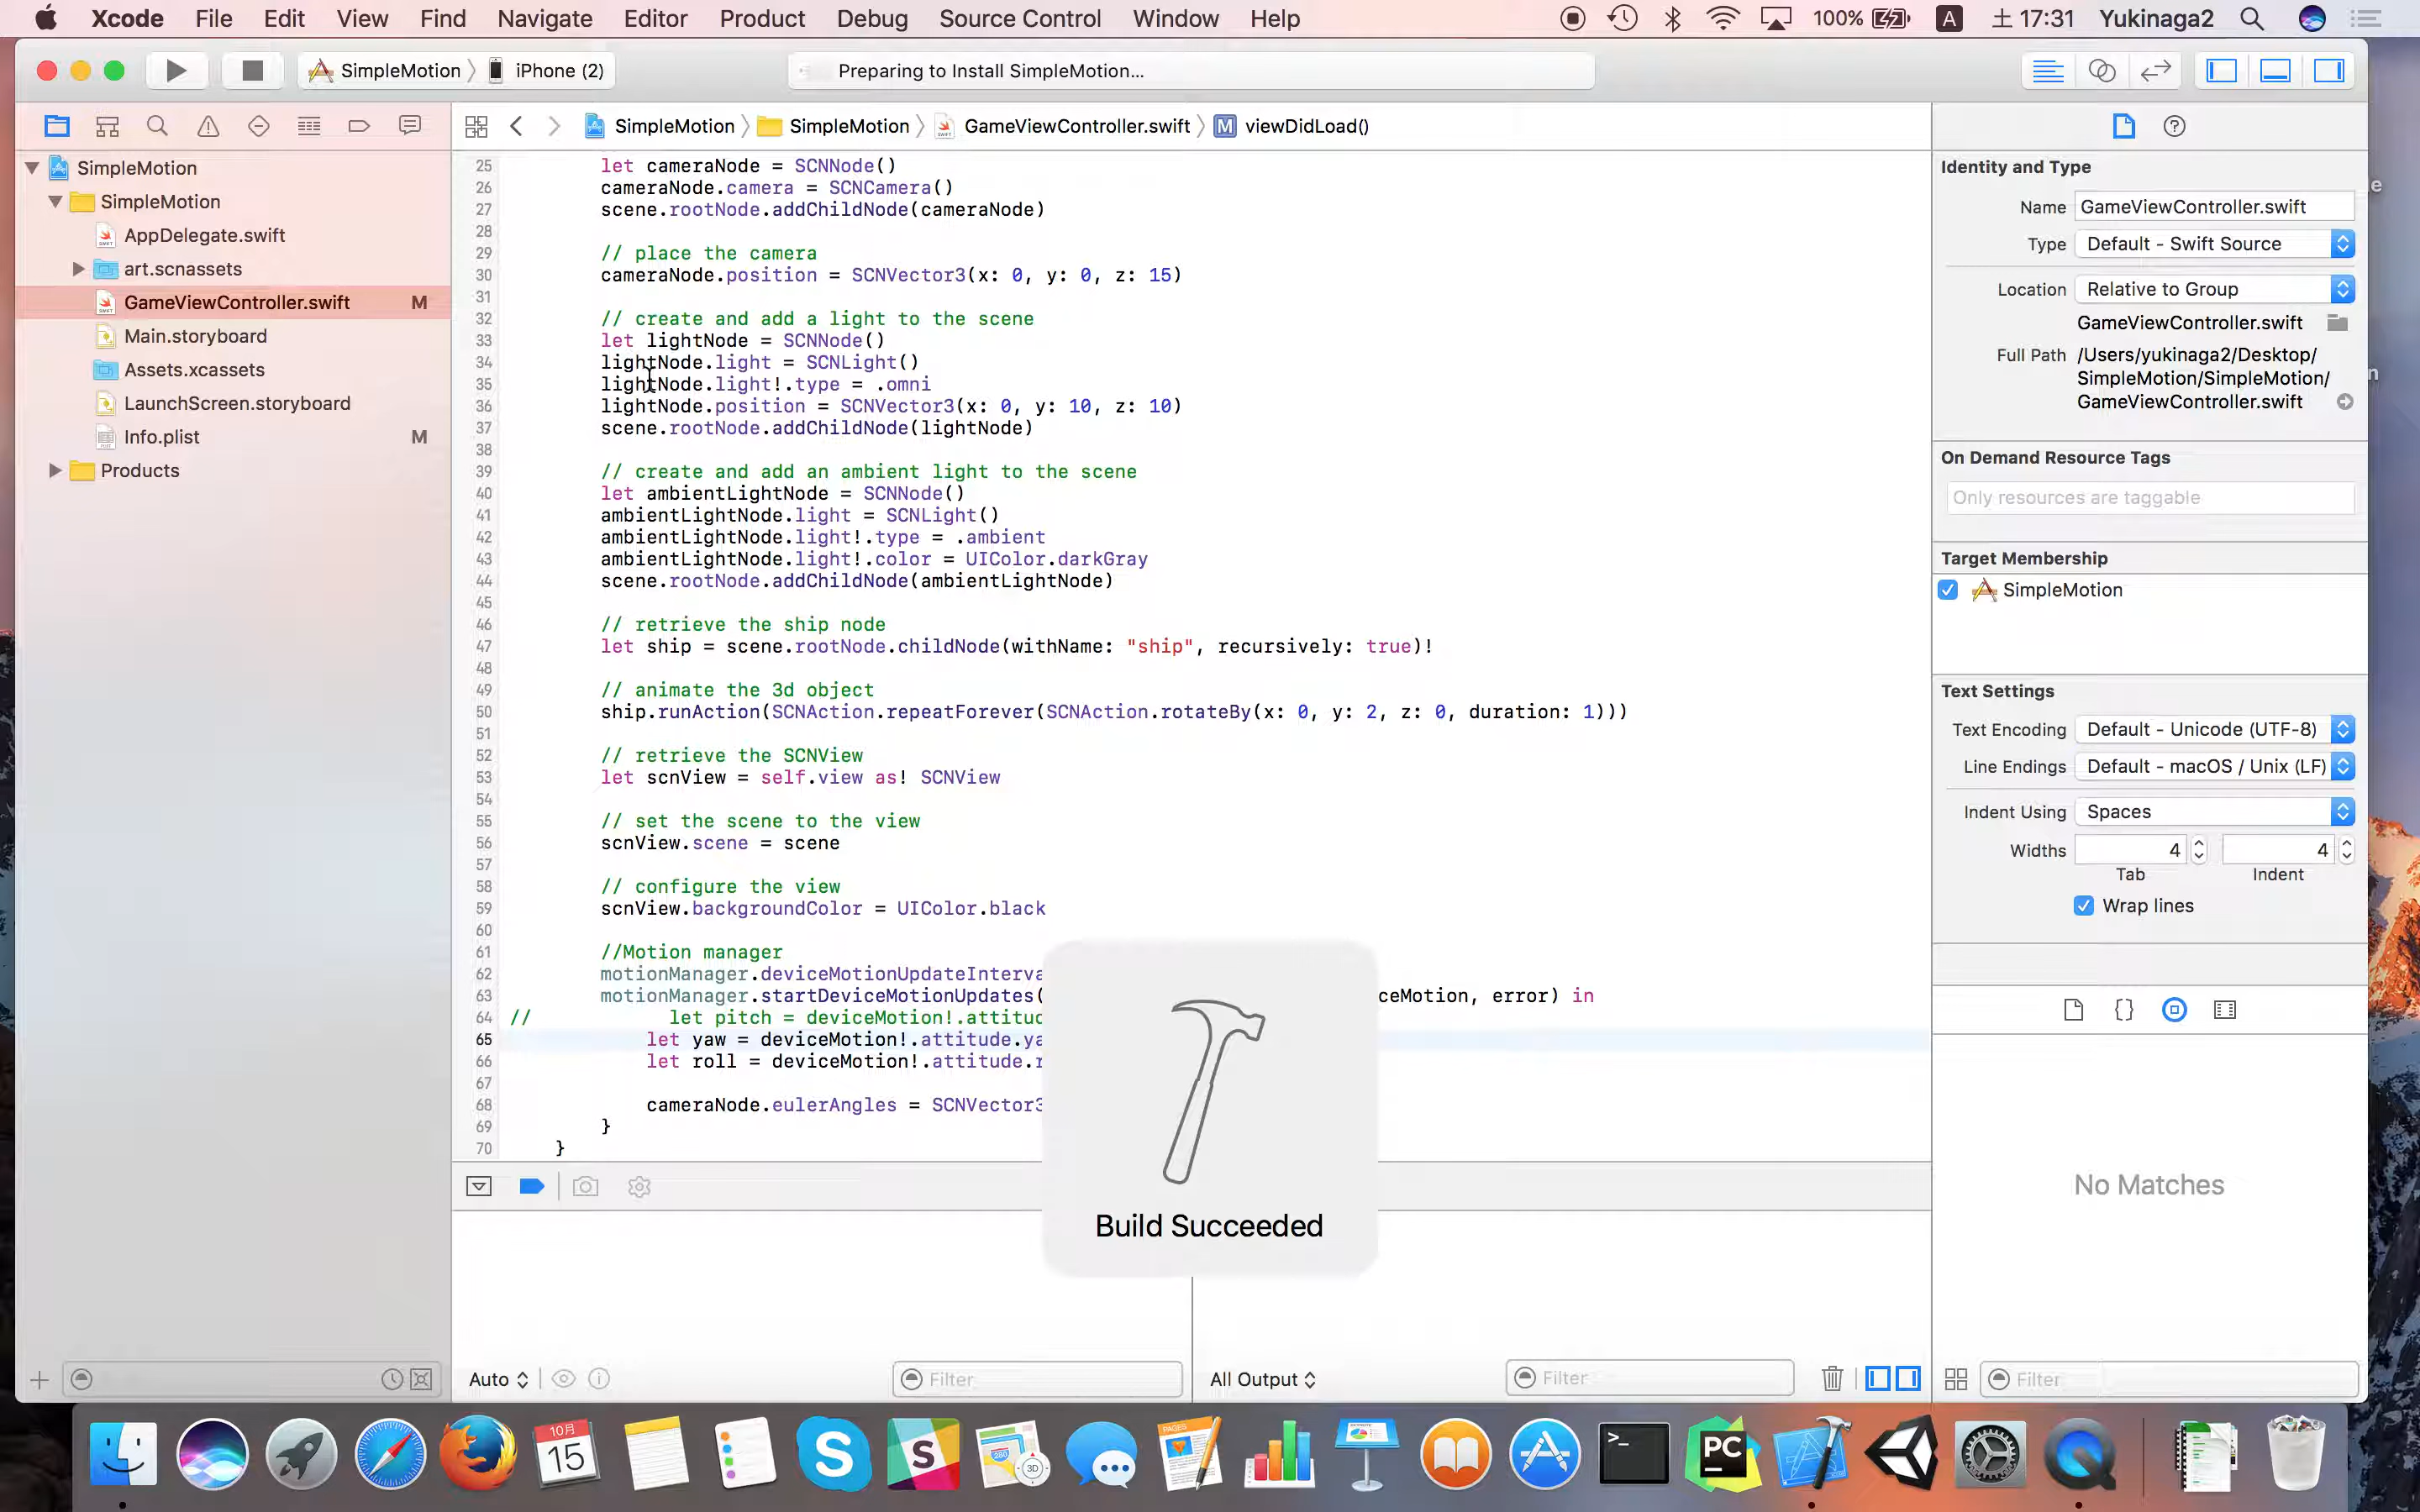 Xcode File Edit View Find Navigate Editor Product Debug Source Control Window Help 100% A 土 17:31 Yukinaga2
SimpleMotion iPhone (2) Preparing to Install SimpleMotion...
SimpleMotion SimpleMotion GameViewController.swift M viewDidLoad()
SimpleMotion
SimpleMotion
AppDelegate.swift
art.scnassets
GameViewController.swift M
Main.storyboard
Assets.xcassets
LaunchScreen.storyboard
Info.plist M
Products
25 let cameraNode = SCNNode()
26 cameraNode.camera = SCNCamera()
27 scene.rootNode.addChildNode(cameraNode)
28
29 // place the camera
30 cameraNode.position = SCNVector3(x: 0, y: 0, z: 15)
31
32 // create and add a light to the scene
33 let lightNode = SCNNode()
34 lightNode.light = SCNLight()
35 lightNode.light!.type = .omni
36 lightNode.position = SCNVector3(x: 0, y: 10, z: 10)
37 scene.rootNode.addChildNode(lightNode)
38
39 // create and add an ambient light to the scene
40 let ambientLightNode = SCNNode()
41 ambientLightNode.light = SCNLight()
42 ambientLightNode.light!.type = .ambient
43 ambientLightNode.light!.color = UIColor.darkGray
44 scene.rootNode.addChildNode(ambientLightNode)
45
46 // retrieve the ship node
47 let ship = scene.rootNode.childNode(withName: "ship", recursively: true)!
48
49 // animate the 3d object
50 ship.runAction(SCNAction.repeatForever(SCNAction.rotateBy(x: 0, y: 2, z: 0, duration: 1)))
51
52 // retrieve the SCNView
53 let scnView = self.view as! SCNView
54
55 // set the scene to the view
56 scnView.scene = scene
57
58 // configure the view
59 scnView.backgroundColor = UIColor.black
60
61 //Motion manager
62 motionManager.deviceMotionUpdateInterva
63 motionManager.startDeviceMotionUpdates( ceMotion, error) in
64 // let pitch = deviceMotion!.attitud
65 let yaw = deviceMotion!.attitude.ya
66 let roll = deviceMotion!.attitude.r
67
68 cameraNode.eulerAngles = SCNVector3
69 }
70 }
Build Succeeded
Auto Filter All Output Filter
Identity and Type
Name GameViewController.swift
Type Default - Swift Source
Location Relative to Group
GameViewController.swift
Full Path /Users/yukinaga2/Desktop/
SimpleMotion/SimpleMotion/
GameViewController.swift
On Demand Resource Tags
Only resources are taggable
Target Membership
SimpleMotion
Text Settings
Text Encoding Default - Unicode (UTF-8)
Line Endings Default - macOS / Unix (LF)
Indent Using Spaces
Widths 4 4
Tab Indent
Wrap lines
No Matches
Filter
10月
15
S
280
3D
PAGES
>_
PC